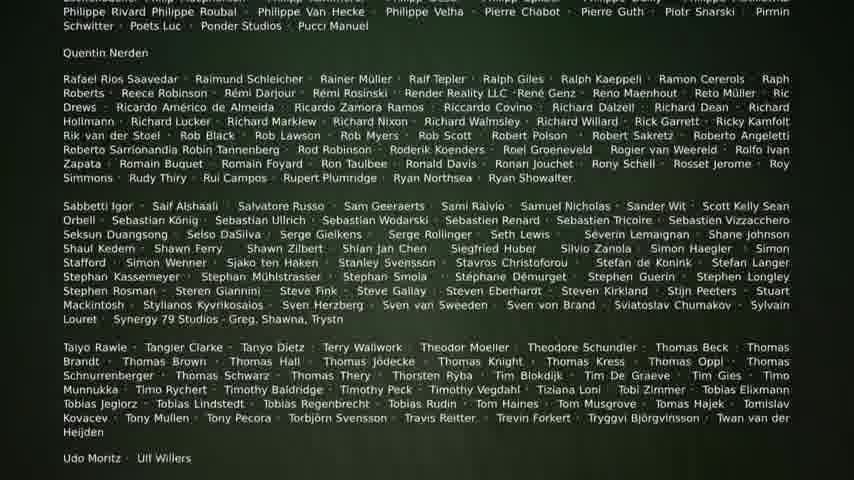 Philippe Rivard Philippe Roubal · Philippe Van Hecke · Philippe Velha · Pierre Chabot · Pierre Guth · Piotr Snarski · Pirmin
Schwitter · Poets Luc · Ponder Studios · Pucci Manuel
Quentin Nerden
Rafael Rios Saavedar · Raimund Schleicher · Rainer Müller · Ralf Tepler · Ralph Giles · Ralph Kaeppeli · Ramon Cererols · Raph
Roberts · Reece Robinson · Rémi Darjour · Rémi Rosinski · Render Reality LLC · René Genz · Reno Maenhout · Reto Müller · Ric
Drews · Ricardo Américo de Almeida · Ricardo Zamora Ramos · Riccardo Covino · Richard Dalzell · Richard Dean · Richard
Hollmann · Richard Locker · Richard Marklew · Richard Nixon · Richard Walmsley · Richard Willard · Rick Garrett · Ricky Kamfolt
Rik van der Stoel · Rob Black · Rob Lawson · Rob Myers · Rob Scott · Robert Polson · Robert Sakretz · Roberto Angeletti
Roberto Sarrionandia Robin Tannenberg · Rod Robinson · Roderik Koenders · Roel Groeneveld · Rogier van Weereld · Rolfo Ivan
Zapata · Romain Buquet · Romain Foyard · Ron Taulbee · Ronald Davis · Ronan Jouchet · Rony Schell · Rosset Jerome · Roy
Simmons · Rudy Thiry · Rui Campos · Rupert Plumridge · Ryan Northsea · Ryan Showalter
Sabbetti Igor · Saif Alshaali · Salvatore Russo · Sam Geeraerts · Sami Raivio · Samuel Nicholas · Sander Wit · Scott Kelly Sean
Orbell · Sebastian König · Sebastian Ullrich · Sebastian Wodarski · Sebastien Renard · Sebastien Tricoire · Sebastien Vizzacchero
Seksun Duangsong · Selso DaSilva · Serge Gielkens · Serge Rollinger · Seth Lewis · Séverin Lemaignan · Shane Johnson
Shaul Kedem · Shawn Ferry · Shawn Zilbert · Shian Jan Chen · Siegfried Huber · Silvio Zanola · Simon Haegler · Simon
Stafford · Simon Wenner · Sjako ten Haken · Stanley Svensson · Stavros Christoforou · Stefan de Konink · Stefan Langer
Stephan Kassemeyer · Stephan Mühlstrasser · Stephan Smola · Stéphane Démurget · Stephen Guerin · Stephen Longley
Stephen Rosman · Steren Giannini · Steve Fink · Steve Gallay · Steven Eberhardt · Steven Kirkland · Stijn Peeters · Stuart
Mackintosh · Stylianos Kyvrikosaios · Sven Herzberg · Sven van Sweeden · Sven von Brand · Sviatoslav Chumakov · Sylvain
Louret · Synergy 79 Studios - Greg, Shawna, Trystn
Taiyo Rawle · Tangier Clarke · Tanyo Dietz · Terry Wallwork · Theodor Moeller · Theodore Schundler · Thomas Beck · Thomas
Brandt · Thomas Brown · Thomas Hall · Thomas Jödecke · Thomas Knight · Thomas Kress · Thomas Oppl · Thomas
Schnurrenberger · Thomas Schwarz · Thomas Thery · Thorsten Ryba · Tim Blokdijk · Tim De Graeve · Tim Gies · Timo
Munnukka · Timo Rychert · Timothy Baldridge · Timothy Peck · Timothy Vegdahl · Tiziana Loni · Tobi Zimmer · Tobias Elixmann
Tobias Jegiorz · Tobias Lindstedt · Tobias Regenbrecht · Tobias Rudin · Tom Haines · Tom Musgrove · Tomas Hajek · Tomislav
Kovacev · Tony Mullen · Tony Pecora · Torbjörn Svensson · Travis Reitter · Trevin Forkert · Tryggvi Björgvinsson · Twan van der
Heijden
Udo Moritz · Ulf Willers